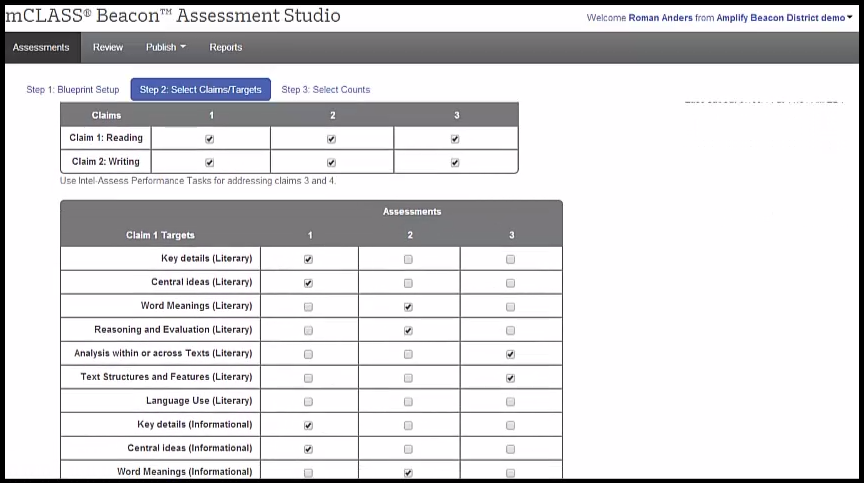 mCLASS® Beacon™ Assessment Studio
Welcome Roman Anders from Amplify Beacon District demo
Assessments Review Publish Reports
Step 1: Blueprint Setup Step 2: Select Claims/Targets Step 3: Select Counts
Claims 1 2 3
Claim 1: Reading
Claim 2: Writing
Use Intel-Assess Performance Tasks for addressing claims 3 and 4.
Assessments
Claim 1 Targets 1 2 3
Key details (Literary)
Central ideas (Literary)
Word Meanings (Literary)
Reasoning and Evaluation (Literary)
Analysis within or across Texts (Literary)
Text Structures and Features (Literary)
Language Use (Literary)
Key details (Informational)
Central ideas (Informational)
Word Meanings (Informational)